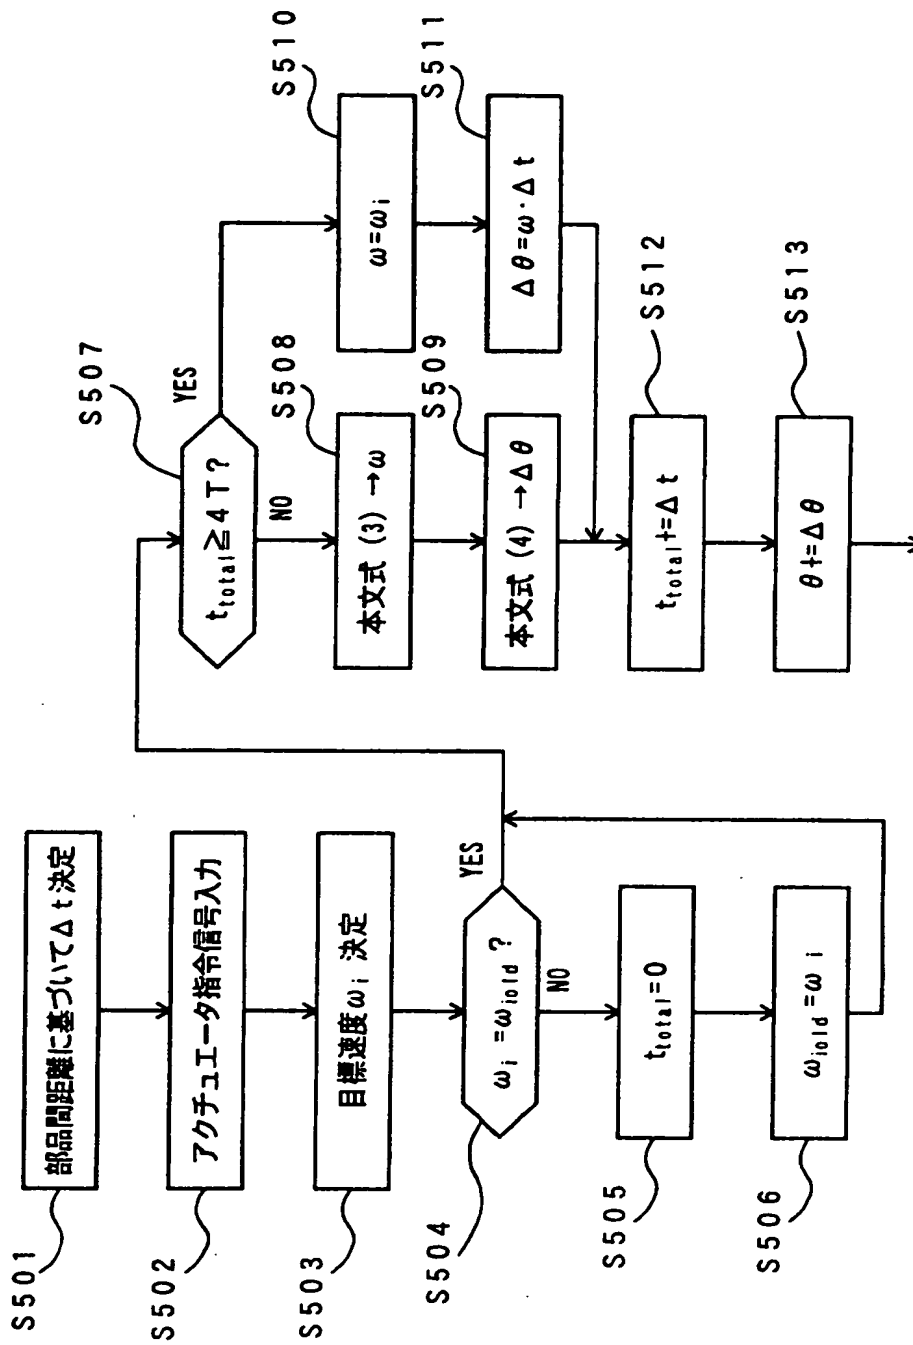 S501
部品間距離に基づいてΔt決定
S502
アクチュエータ指令信号入力
S503
目標速度ωi 決定
S504
ωi =ωiold ?
YES
NO
S505
ttotal=0
S506
ωiold=ωi
S507
ttotal≧4T?
YES
NO
S508
本文式(3)→ω
S509
本文式(4)→Δθ
S510
ω=ωi
S511
Δθ=ω·Δt
S512
ttotal+=Δt
S513
θ+=Δθ